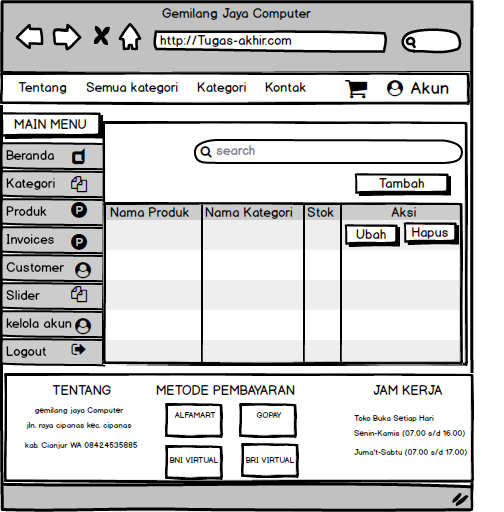 Gemilang Jaya Computer
http://Tugas-akhir.com
Tentang Semua kategori Kategori Kontak Akun
MAIN MENU
Beranda
Kategori
Produk
Invoices
Customer
Slider
kelola akun
Logout
search
Tambah
Nama Produk Nama Kategori Stok Aksi
Ubah Hapus
TENTANG
gemilang jaya Computer
jln. raya cipanas kec. cipanas
kab. Cianjur WA 08424535885
METODE PEMBAYARAN
ALFAMART GOPAY
BNI VIRTUAL BRI VIRTUAL
JAM KERJA
Toko Buka Setiap Hari
Senin-Kamis (07.00 s/d 16.00)
Juma't-Sabtu (07.00 s/d 17.00)